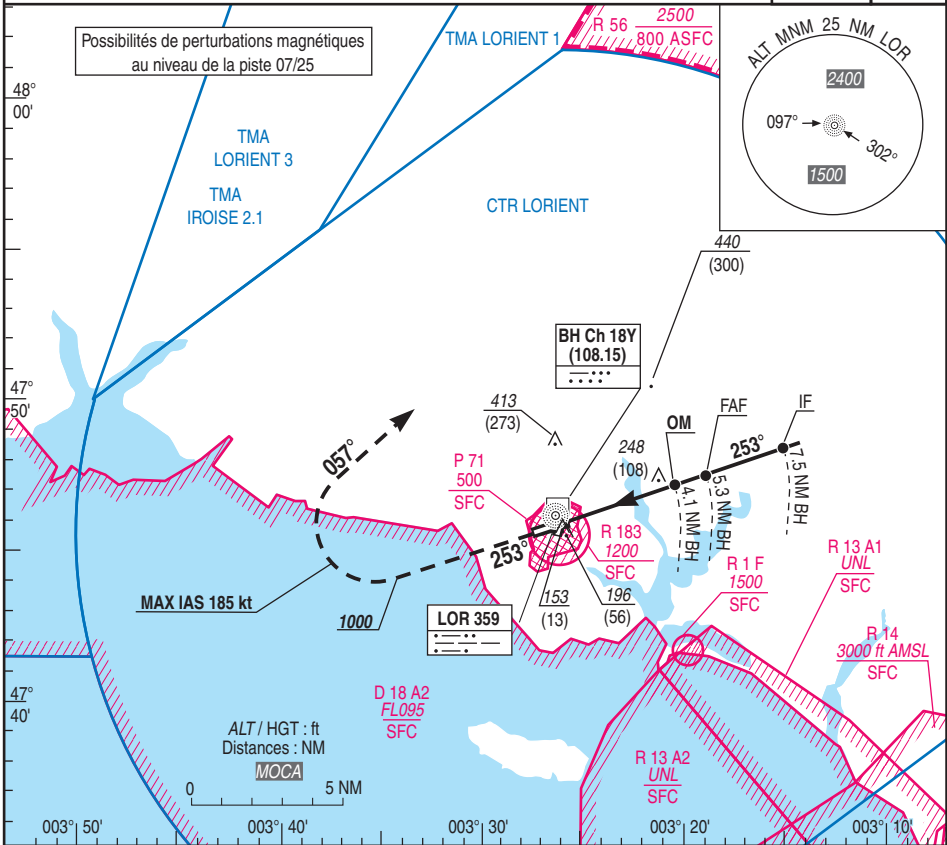 Possibilités de perturbations magnétiques
au niveau de la piste 07/25
TMA LORIENT 1
R 56
2500
800 ASFC
ALT MNM 25 NM LOR
2400
097°
302°
1500
48°
00'
TMA
LORIENT 3
TMA
IROISE 2.1
CTR LORIENT
440
(300)
BH Ch 18Y
(108.15)
47°
50'
413
(273)
248
(108)
OM
FAF
IF
253°
4.1 NM BH
5.3 NM BH
7.5 NM BH
057°
P 71
500
SFC
R 183
1200
SFC
253°
R 1 F
1500
SFC
R 13 A1
UNL
SFC
R 14
3000 ft AMSL
SFC
MAX IAS 185 kt
1000
LOR 359
153
(13)
196
(56)
47°
40'
D 18 A2
FL095
SFC
ALT / HGT : ft
Distances : NM
MOCA
0
5 NM
R 13 A2
UNL
SFC
003° 50'
003° 40'
003° 30'
003° 20'
003° 10'